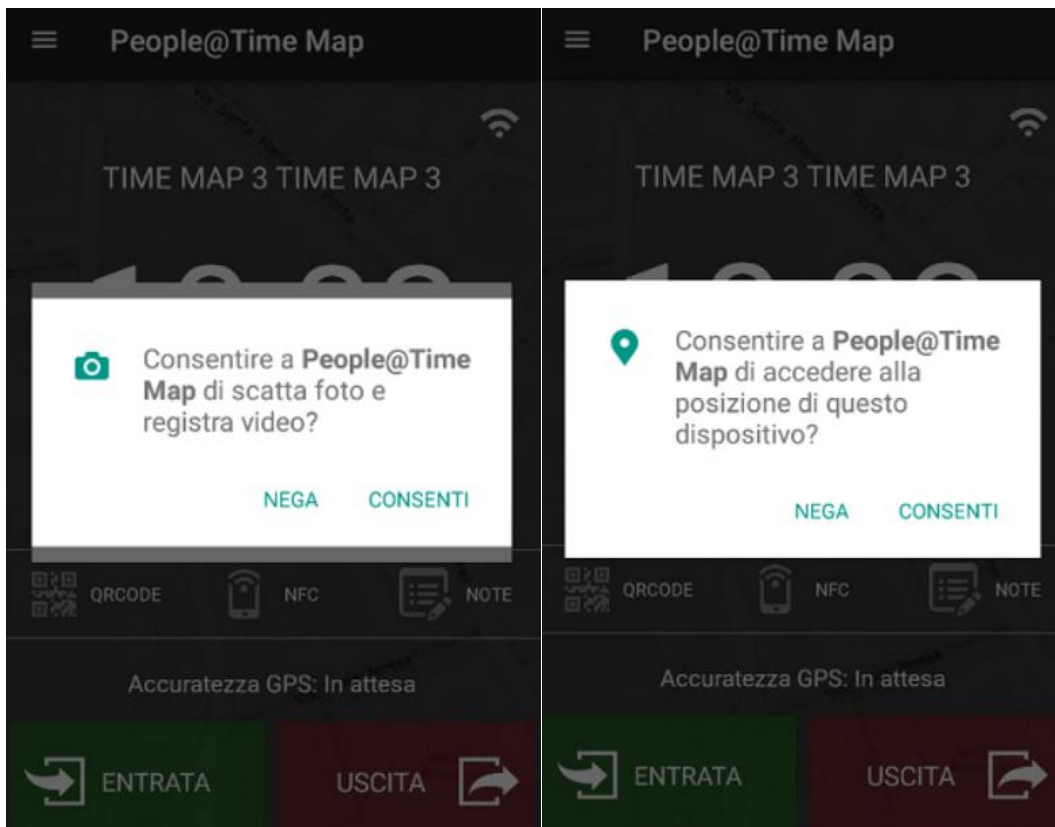 People@Time Map
TIME MAP 3 TIME MAP 3
Consentire a People@Time
Map di scatta foto e
registra video?
NEGA CONSENTI
QRCODE NFC NOTE
Accuratezza GPS: In attesa
ENTRATA USCITA
People@Time Map
TIME MAP 3 TIME MAP 3
Consentire a People@Time
Map di accedere alla
posizione di questo
dispositivo?
NEGA CONSENTI
QRCODE NFC NOTE
Accuratezza GPS: In attesa
ENTRATA USCITA